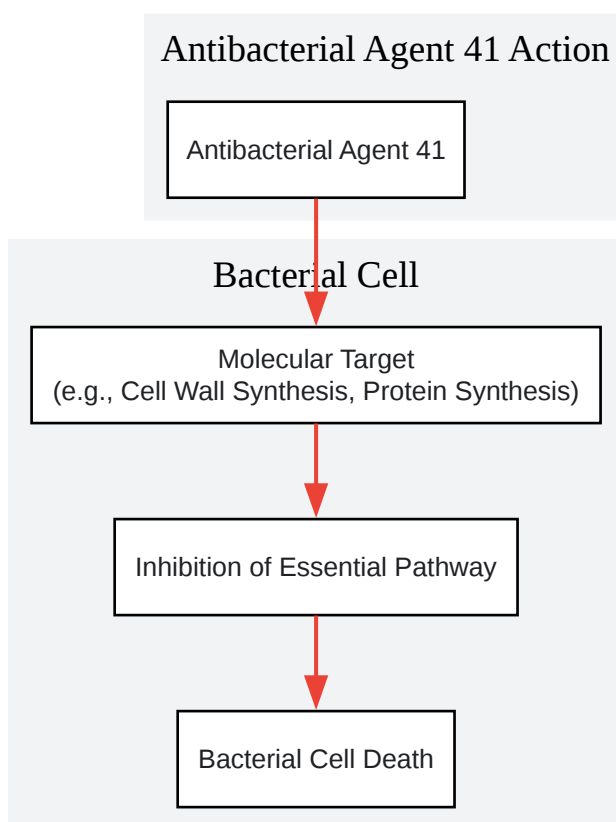 Antibacterial Agent 41 Action
Antibacterial Agent 41
Bacterial Cell
Molecular Target
(e.g., Cell Wall Synthesis, Protein Synthesis)
Inhibition of Essential Pathway
Bacterial Cell Death